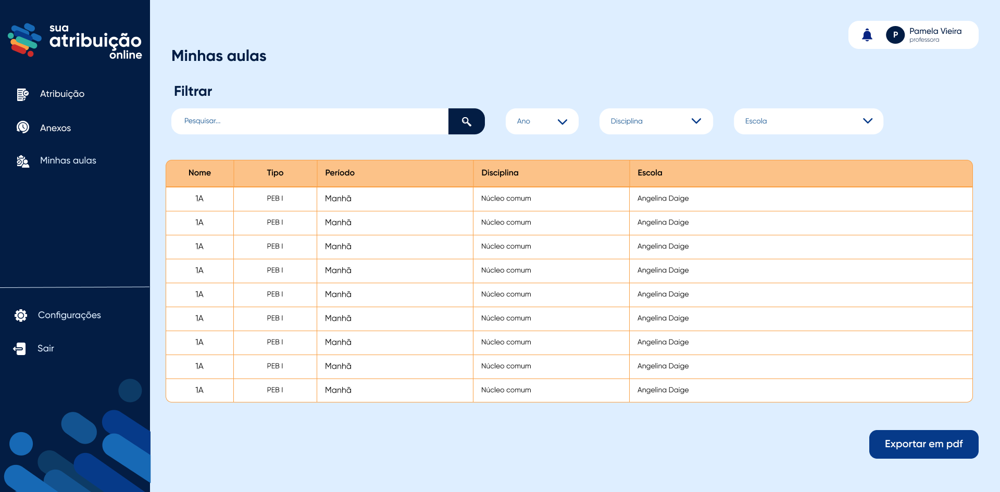 sua
atribuição
online
Atribuição
Anexos
Minhas aulas
Configurações
Sair
P
Pamela Vieira
professora
Minhas aulas
Filtrar
Pesquisar...
Ano
Disciplina
Escola
Nome Tipo Período Disciplina Escola
1A PEB I Manhã Núcleo comum Angelina Daige
1A PEB I Manhã Núcleo comum Angelina Daige
1A PEB I Manhã Núcleo comum Angelina Daige
1A PEB I Manhã Núcleo comum Angelina Daige
1A PEB I Manhã Núcleo comum Angelina Daige
1A PEB I Manhã Núcleo comum Angelina Daige
1A PEB I Manhã Núcleo comum Angelina Daige
1A PEB I Manhã Núcleo comum Angelina Daige
1A PEB I Manhã Núcleo comum Angelina Daige
Exportar em pdf